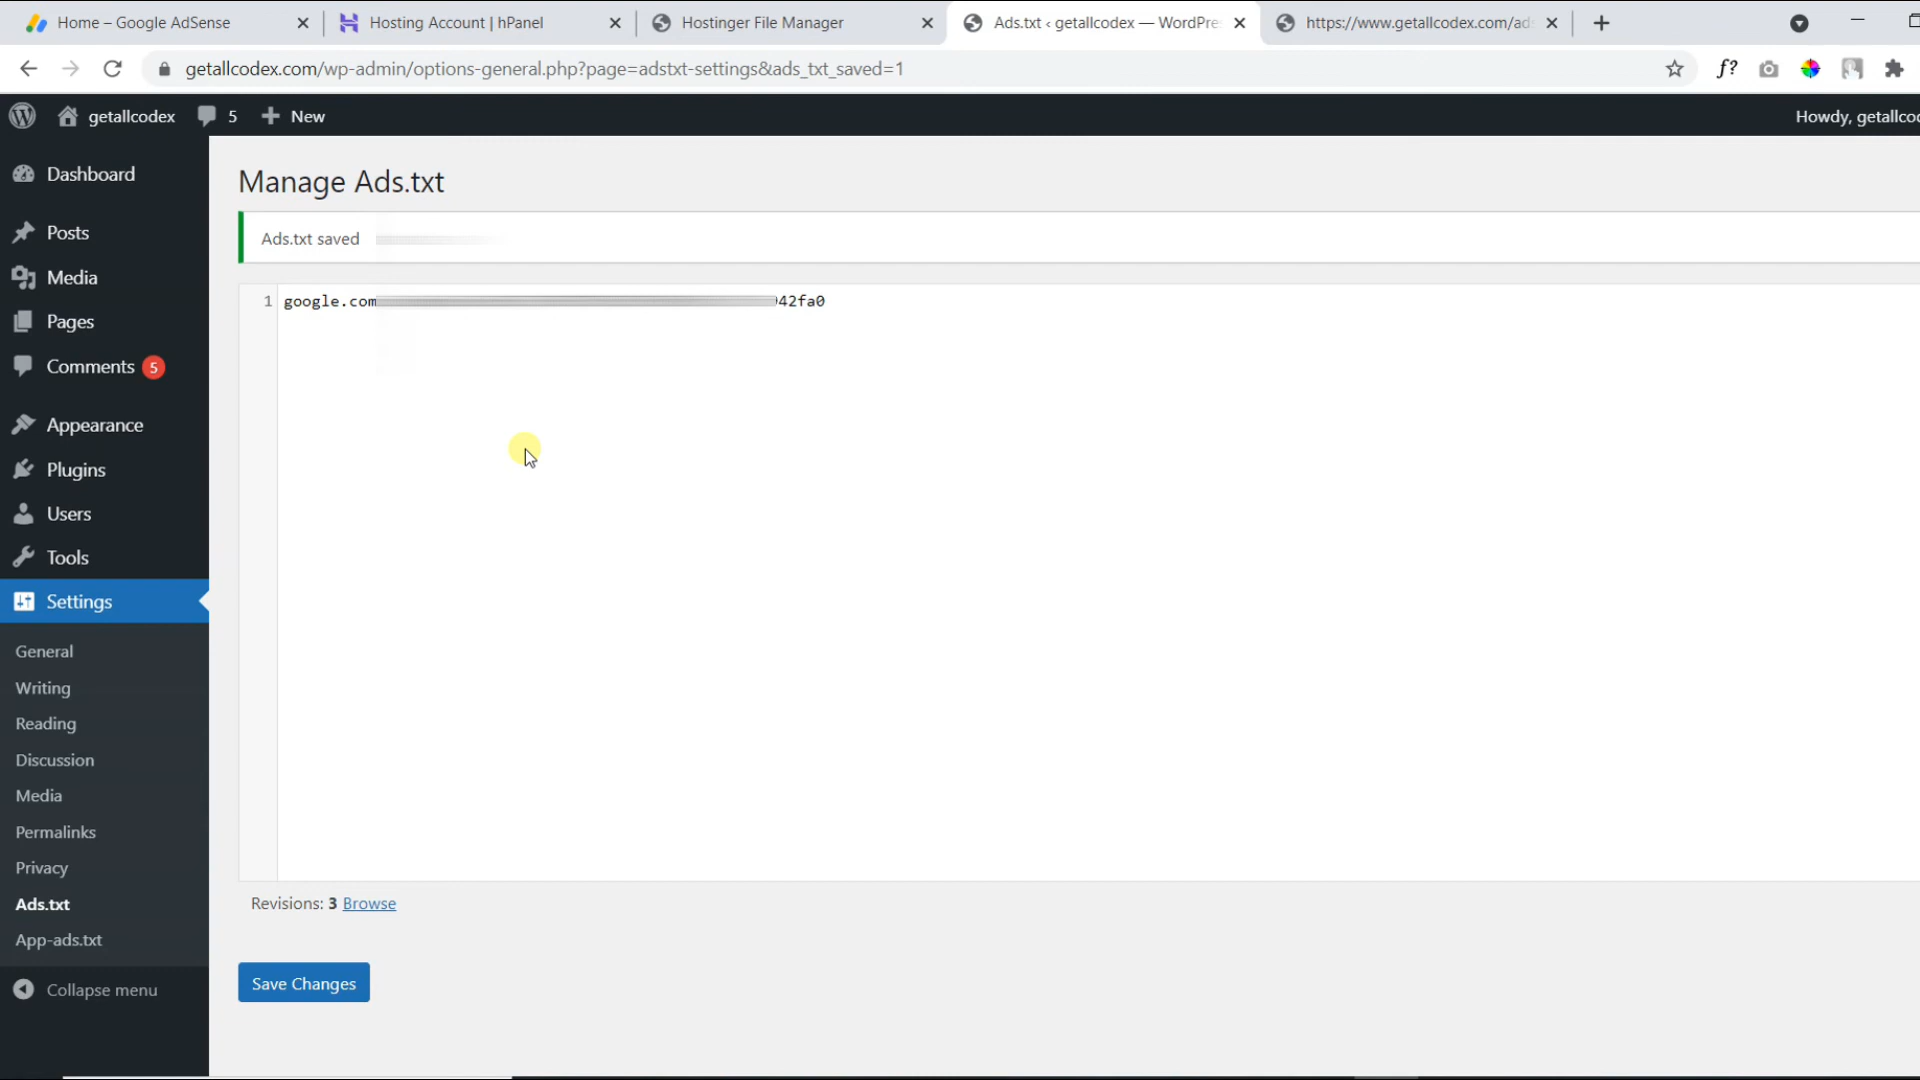 Home – Google AdSense
Hosting Account | hPanel
Hostinger File Manager
Ads.txt ‹ getallcodex — WordPre
https://www.getallcodex.com/ad
getallcodex.com/wp-admin/options-general.php?page=adstxt-settings&ads_txt_saved=1
f?
getallcodex
5
New
Howdy, getallco
Dashboard
Posts
Media
Pages
Comments 5
Appearance
Plugins
Users
Tools
Settings
General
Writing
Reading
Discussion
Media
Permalinks
Privacy
Ads.txt
App-ads.txt
Collapse menu
Manage Ads.txt
Ads.txt saved
1 google.com 42fa0
Revisions: 3 Browse
Save Changes